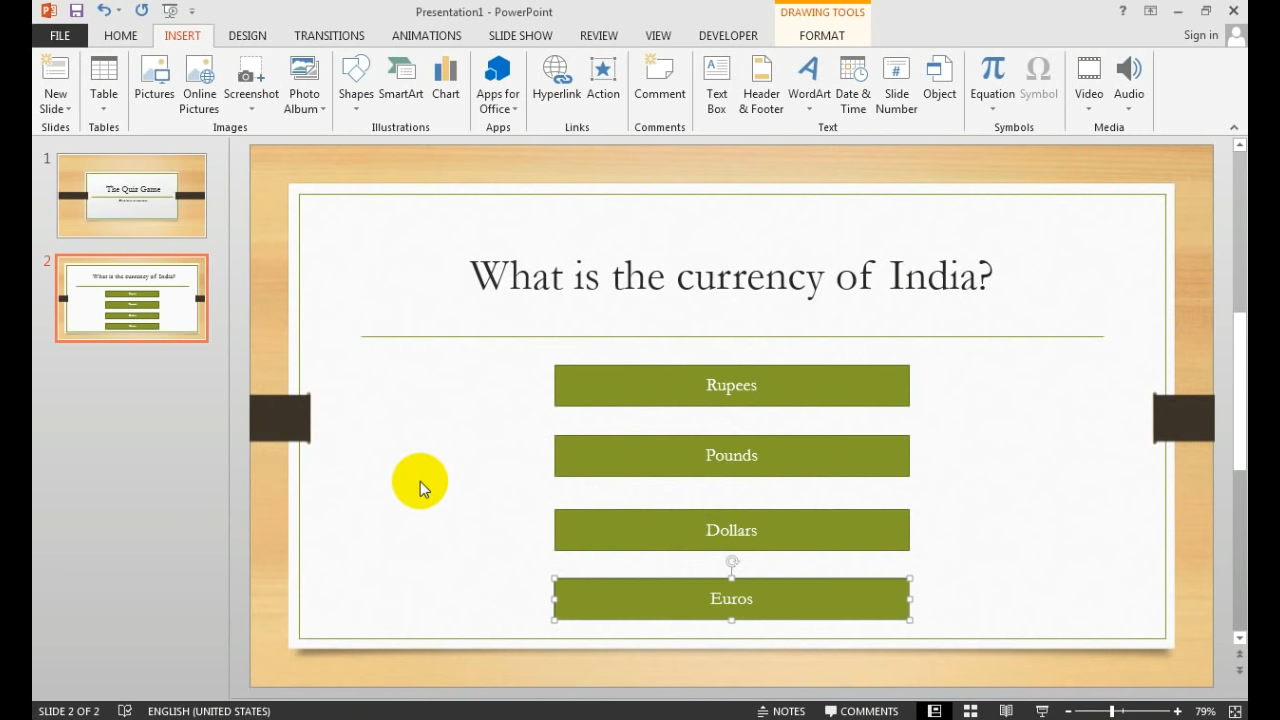 Presentation1 - PowerPoint
DRAWING TOOLS
?
FILE HOME INSERT DESIGN TRANSITIONS ANIMATIONS SLIDE SHOW REVIEW VIEW DEVELOPER FORMAT Sign in
New Slide
Table
Pictures
Online Pictures
Screenshot
Photo Album
Shapes
SmartArt
Chart
Apps for Office
Hyperlink
Action
Comment
Text Box
Header & Footer
WordArt
Date & Time
Slide Number
Object
Equation
Symbol
Video
Audio
Slides Tables Images Illustrations Apps Links Comments Text Symbols Media
1
The Quiz Game
2
What is the currency of India?
What is the currency of India?
Rupees
Pounds
Dollars
Euros
SLIDE 2 OF 2 ENGLISH (UNITED STATES) NOTES COMMENTS 79%